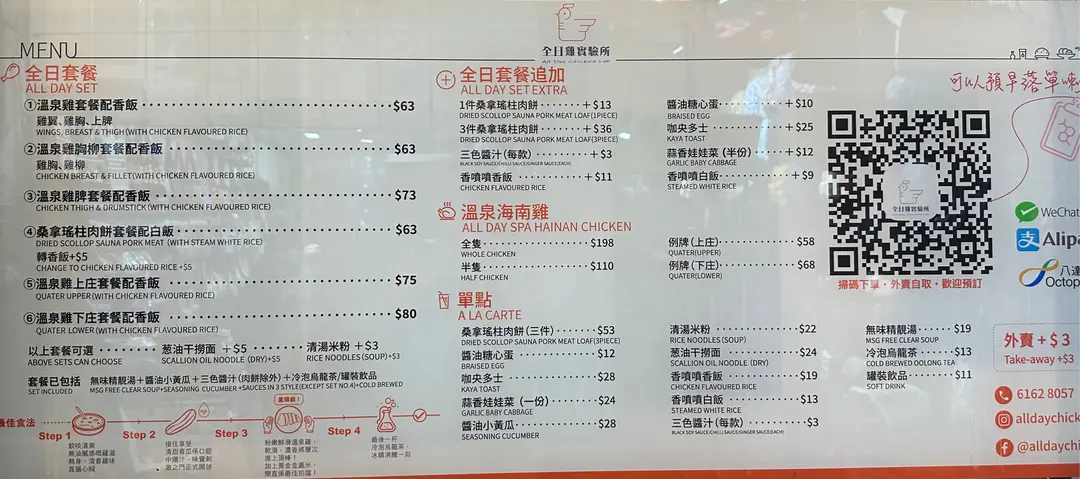 MENU
全日雞實驗所
All Day Chicken Lab
可以預早落單喇
全日套餐
ALL DAY SET
①溫泉雞套餐配香飯 $63
雞翼、雞胸、上脾
WINGS, BREAST & THIGH (WITH CHICKEN FLAVOURED RICE)
②溫泉雞胸柳套餐配香飯 $63
雞胸、雞柳
CHICKEN BREAST & FILLET(WITH CHICKEN FLAVOURED RICE)
③溫泉雞脾套餐配香飯 $73
CHICKEN THIGH & DRUMSTICK (WITH CHICKEN FLAVOURED RICE)
④桑拿瑤柱肉餅套餐配白飯 $63
DRIED SCOLLOP SAUNA PORK MEAT (WITH STEAM WHITE RICE)
轉香飯+$5
CHANGE TO CHICKEN FLAVOURED RICE +$5
⑤溫泉雞上庄套餐配香飯 $75
QUATER UPPER (WITH CHICKEN FLAVOURED RICE)
⑥溫泉雞下庄套餐配香飯 $80
QUATER LOWER (WITH CHICKEN FLAVOURED RICE)
以上套餐可選 葱油干撈面 +$5 清湯米粉 +$3
ABOVE SETS CAN CHOOSE SCALLION OIL NOODLE (DRY)+$5 RICE NOODLES (SOUP)+$3
套餐已包括 無味精靚湯+醬油小黃瓜+三色醬汁(肉餅除外)+冷泡烏龍茶/罐裝飲品
SET INCLUDED MSG FREE CLEAR SOUP+SEASONING CUCUMBER +SAUCES IN 3 STYLE(EXCEPT SET NO.4)+COLD BREWED
最佳食法
Step 1 Step 2 Step 3 Step 4
全日套餐追加
ALL DAY SET EXTRA
1件桑拿瑤柱肉餅 +$13
DRIED SCOLLOP SAUNA PORK MEAT LOAF(1PIECE)
3件桑拿瑤柱肉餅 +$36
DRIED SCOLLOP SAUNA PORK MEAT LOAF(3PIECE)
三色醬汁(每款) +$3
BLACK SOY SAUCE/CHILLI SAUCE/GINGER SAUCE(EACH)
香噴噴香飯 +$11
CHICKEN FLAVOURED RICE
醬油糖心蛋 +$10
BRAISED EGG
咖央多士 +$25
KAYA TOAST
蒜香娃娃菜 (半份) +$12
GARLIC BABY CABBAGE
香噴噴白飯 +$9
STEAMED WHITE RICE
溫泉海南雞
ALL DAY SPA HAINAN CHICKEN
全隻 $198
WHOLE CHICKEN
半隻 $110
HALF CHICKEN
例牌 (上庄) $58
QUATER(UPPER)
例牌 (下庄) $68
QUATER(LOWER)
單點
A LA CARTE
桑拿瑤柱肉餅 (三件) $53
DRIED SCOLLOP SAUNA PORK MEAT LOAF(3PIECE)
醬油糖心蛋 $12
BRAISED EGG
咖央多士 $28
KAYA TOAST
蒜香娃娃菜 (一份) $24
GARLIC BABY CABBAGE
醬油小黃瓜 $28
SEASONING CUCUMBER
清湯米粉 $22
RICE NOODLES (SOUP)
葱油干撈面 $24
SCALLION OIL NOODLE (DRY)
香噴噴香飯 $19
CHICKEN FLAVOURED RICE
香噴噴白飯 $13
STEAMED WHITE RICE
三色醬汁(每款) $3
BLACK SOY SAUCE/CHILLI SAUCE/GINGER SAUCE(EACH)
無味精靚湯 $19
MSG FREE CLEAR SOUP
冷泡烏龍茶 $13
COLD BREWED OOLONG TEA
罐裝飲品 $11
SOFT DRINK
全日雞實驗所
掃碼下單・外賣自取・歡迎預訂
WeChat
支 Alip
八達
Octop
外賣 +$3
Take-away +$3
6162 8057
alldaychick
@alldaychi